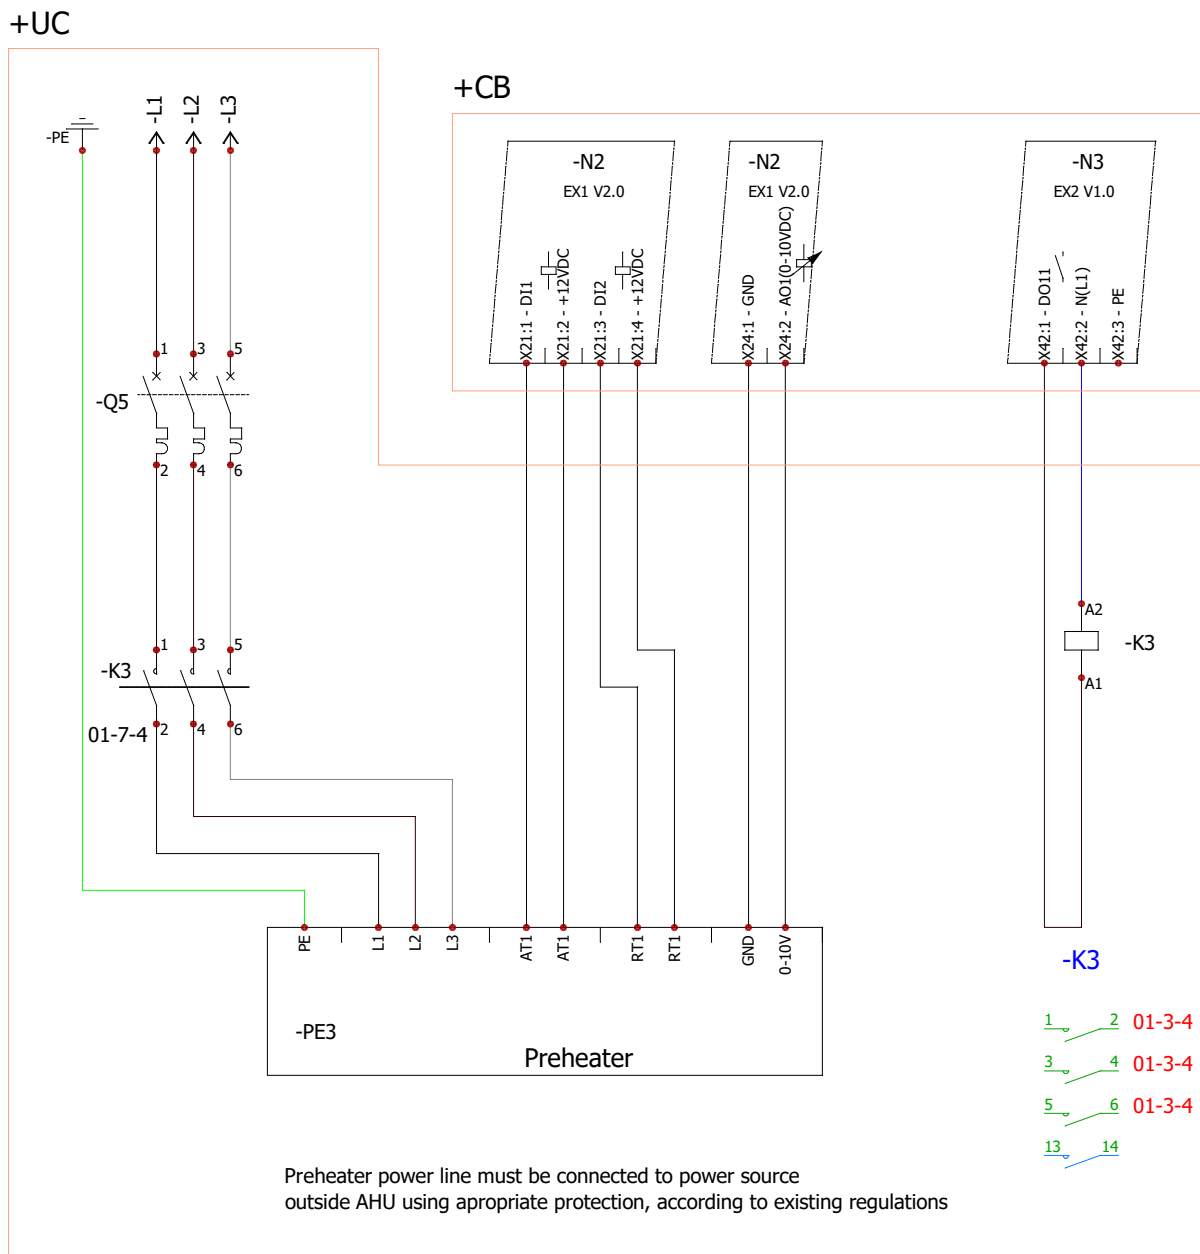 +UC
-L1
-L2
-L3
-PE
+CB
-N2
EX1 V2.0
X21:1 - DI1
X21:2 - +12VDC
X21:3 - DI2
X21:4 - +12VDC
-N2
EX1 V2.0
X24:1 - GND
X24:2 - AO1(0-10VDC)
-N3
EX2 V1.0
X42:1 - DO11
X42:2 - N(L1)
X42:3 - PE
1 3 5
-Q5
2 4 6
1 3 5
-K3
01-7-4 2 4 6
A2
-K3
A1
PE L1 L2 L3 AT1 AT1 RT1 RT1 GND 0-10V
-PE3
Preheater
-K3
1 2 01-3-4
3 4 01-3-4
5 6 01-3-4
13 14
Preheater power line must be connected to power source
outside AHU using apropriate protection, according to existing regulations